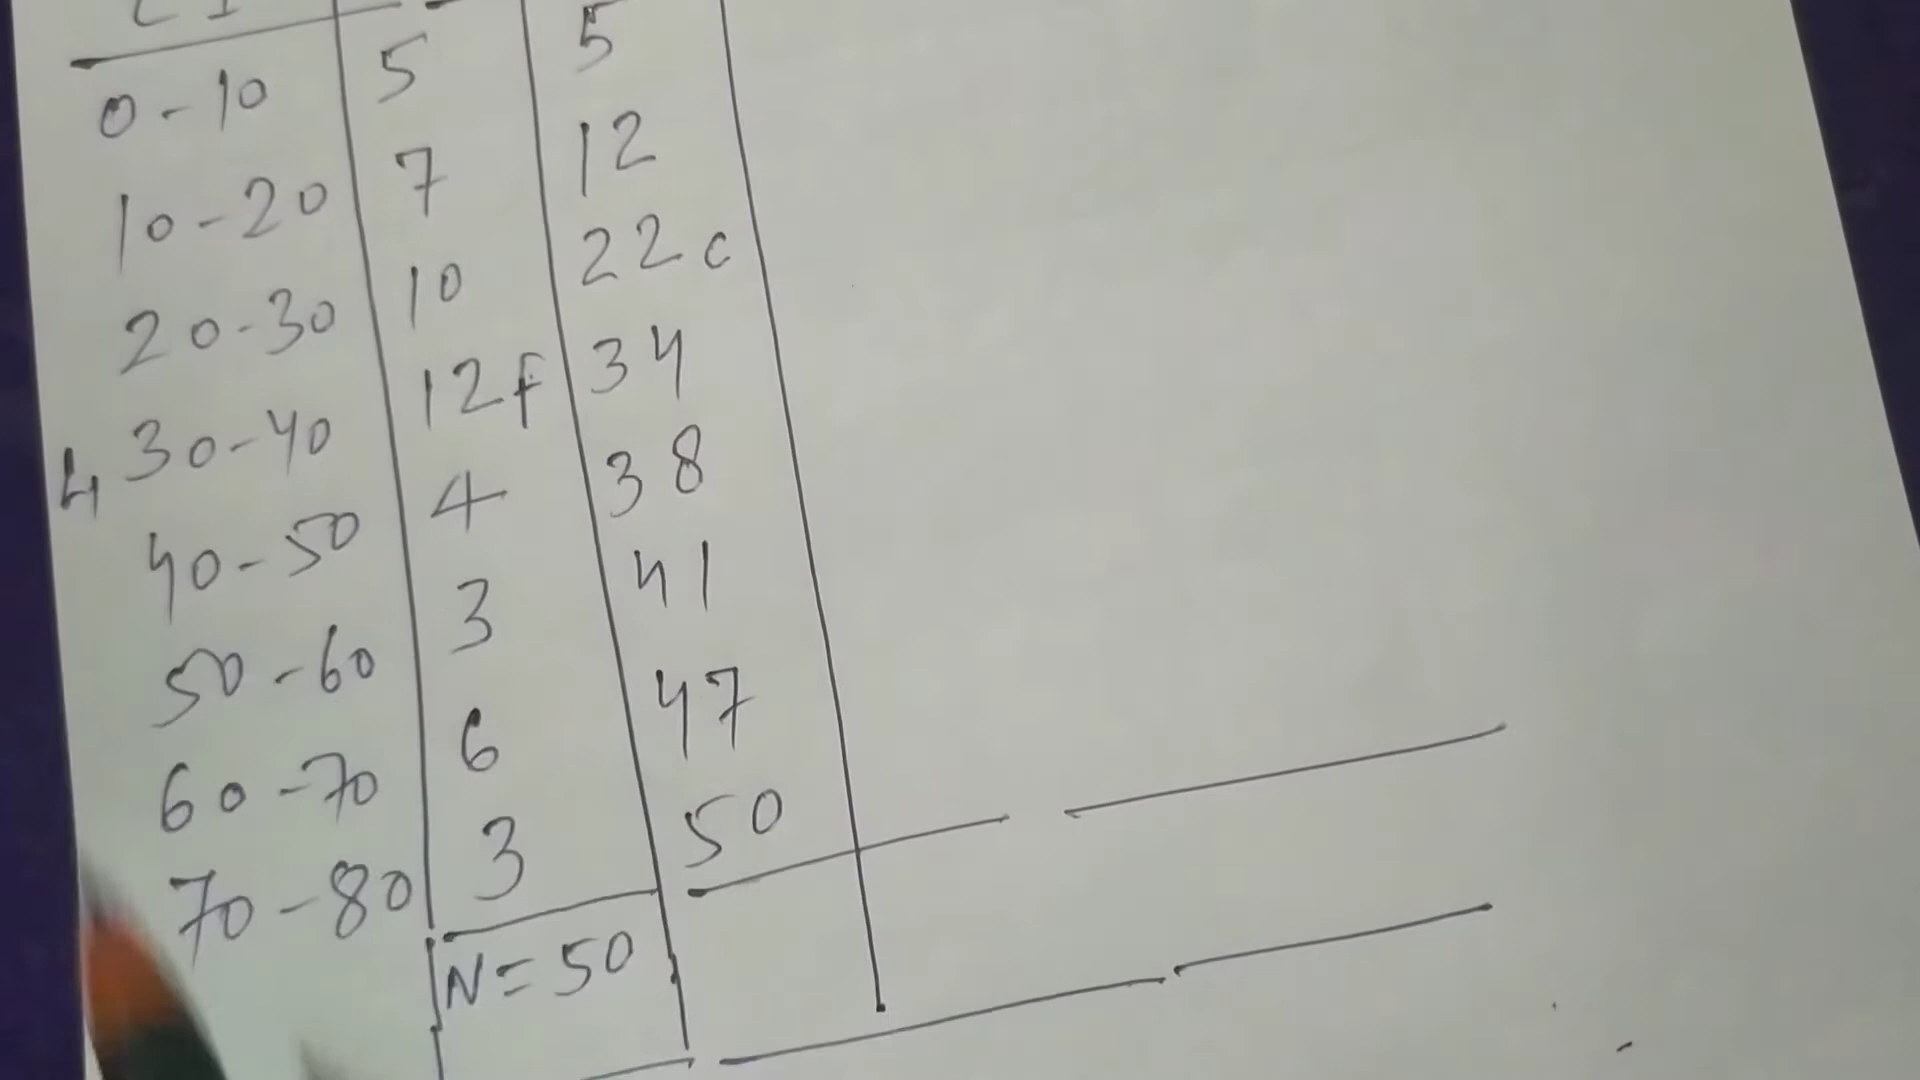 0-10 5 5
10-20 7 12
20-30 10 22 c
4 30-40 12 f 34
40-50 4 38
50-60 3 41
60-70 6 47
70-80 3 50
N=50